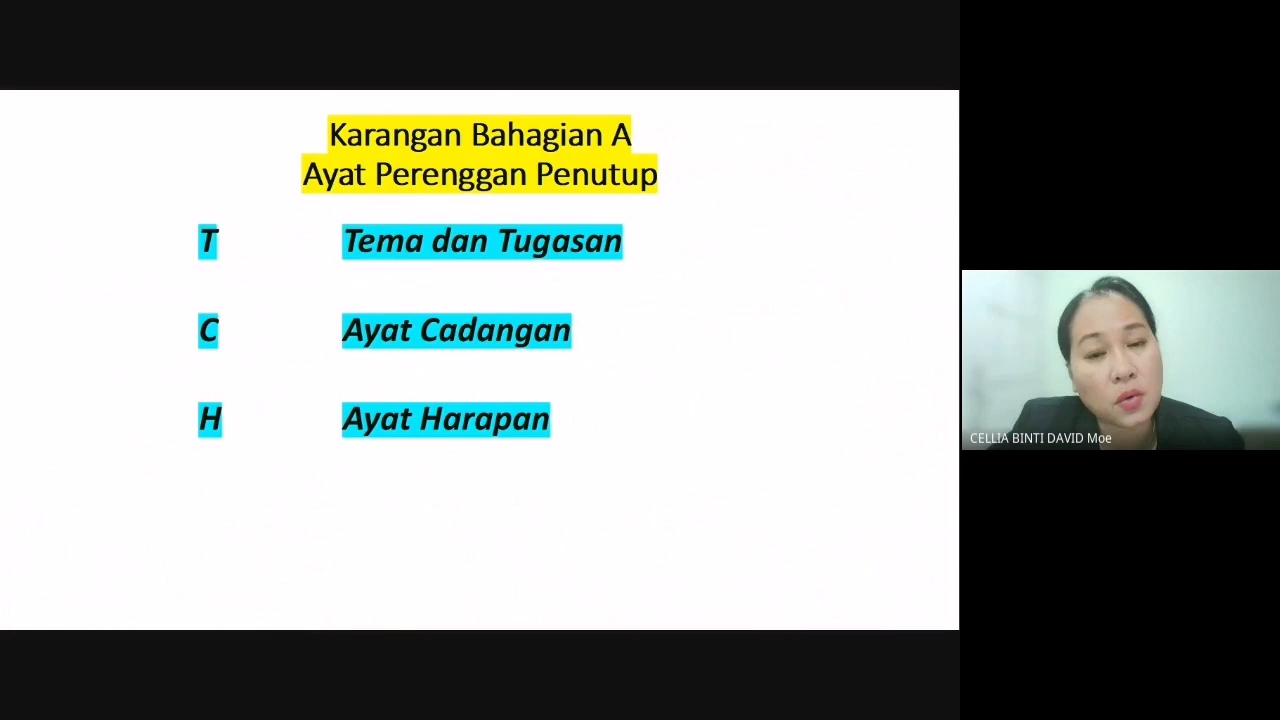 Karangan Bahagian A
Ayat Perenggan Penutup
T Tema dan Tugasan
C Ayat Cadangan
H Ayat Harapan
CELLIA BINTI DAVID Moe